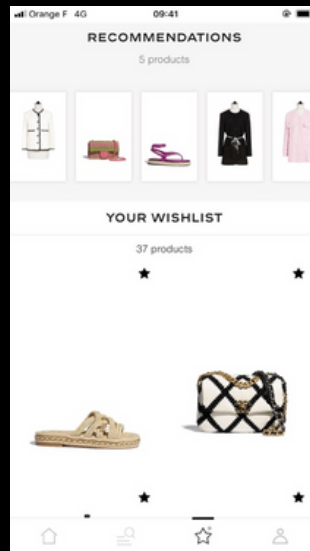 Orange F 4G 09:41
RECOMMENDATIONS
5 products
YOUR WISHLIST
37 products